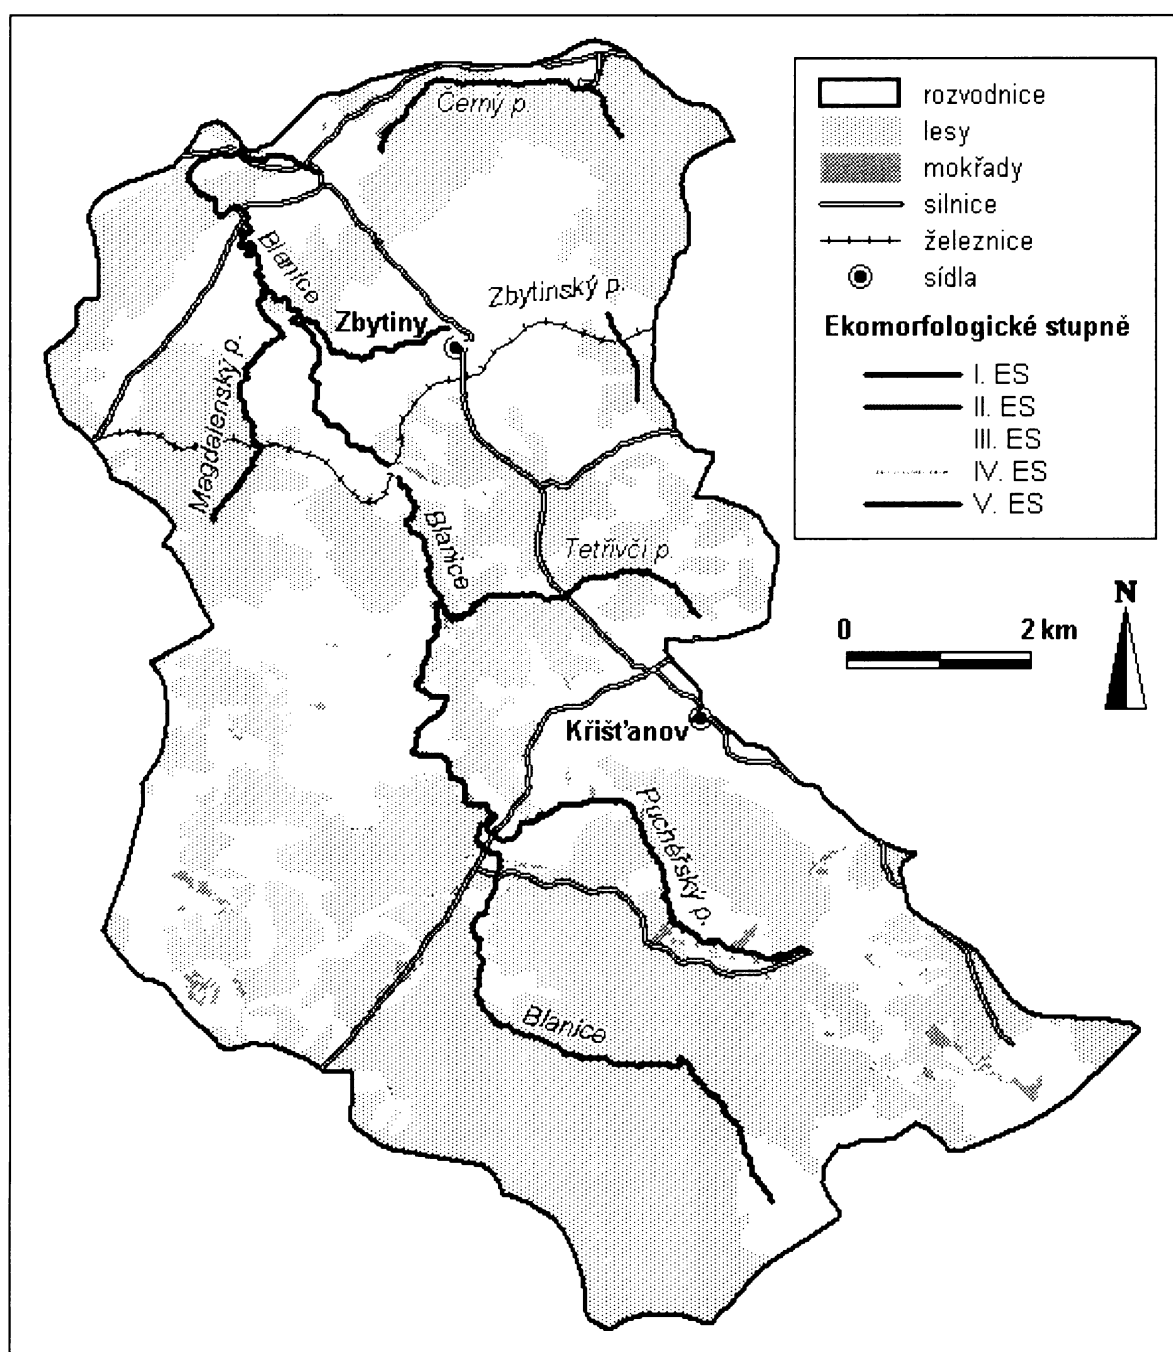 Černý p.
rozvodnice
lesy
mokřady
silnice
železnice
sídla
Ekomorfologické stupně
I. ES
II. ES
III. ES
IV. ES
V. ES
Blanice
Zbytinský p.
Zbytiny
Magdalenský p.
Blanice
Tetřívčí p.
N
0 2 km
Křišťanov
Puchéřský p.
Blanice